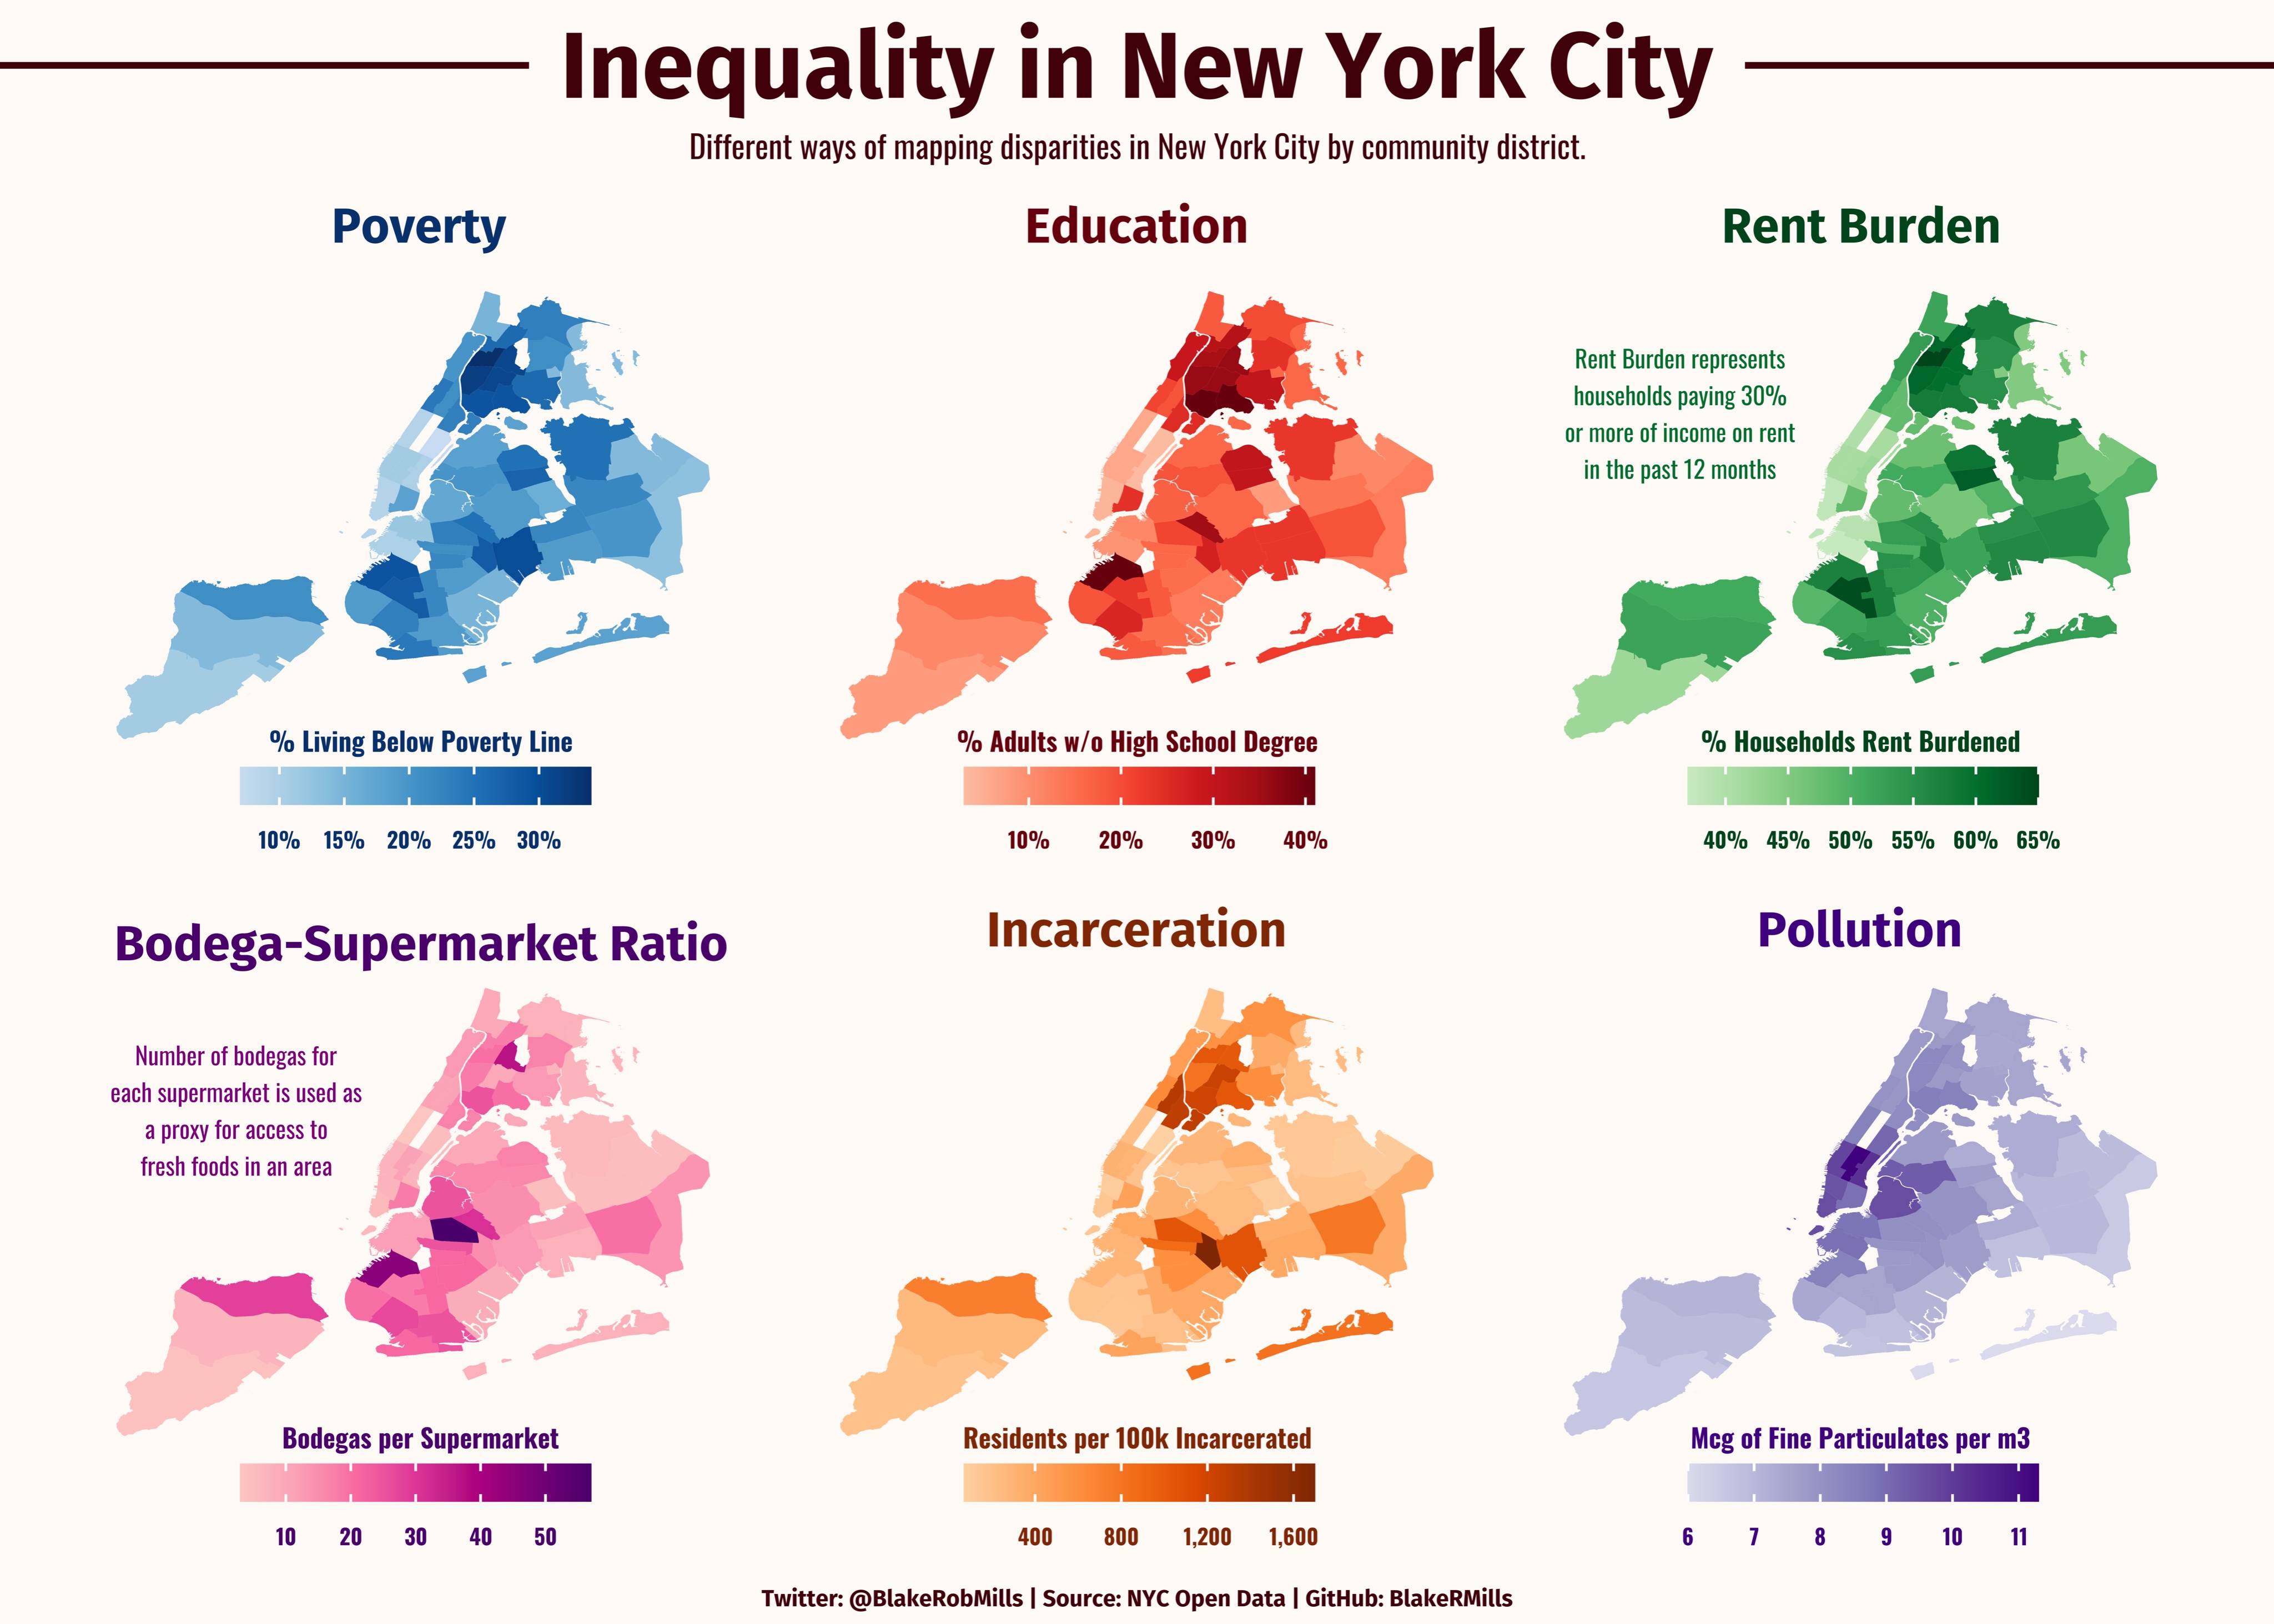 Inequality in New York City
Different ways of mapping disparities in New York City by community district.
Poverty
% Living Below Poverty Line
10% 15% 20% 25% 30%
Education
% Adults w/o High School Degree
10% 20% 30% 40%
Rent Burden
Rent Burden represents
households paying 30%
or more of income on rent
in the past 12 months
% Households Rent Burdened
40% 45% 50% 55% 60% 65%
Bodega-Supermarket Ratio
Number of bodegas for
each supermarket is used as
a proxy for access to
fresh foods in an area
Bodegas per Supermarket
10 20 30 40 50
Incarceration
Residents per 100k Incarcerated
400 800 1,200 1,600
Pollution
Mcg of Fine Particulates per m3
6 7 8 9 10 11
Twitter: @BlakeRobMills | Source: NYC Open Data | GitHub: BlakeRMills